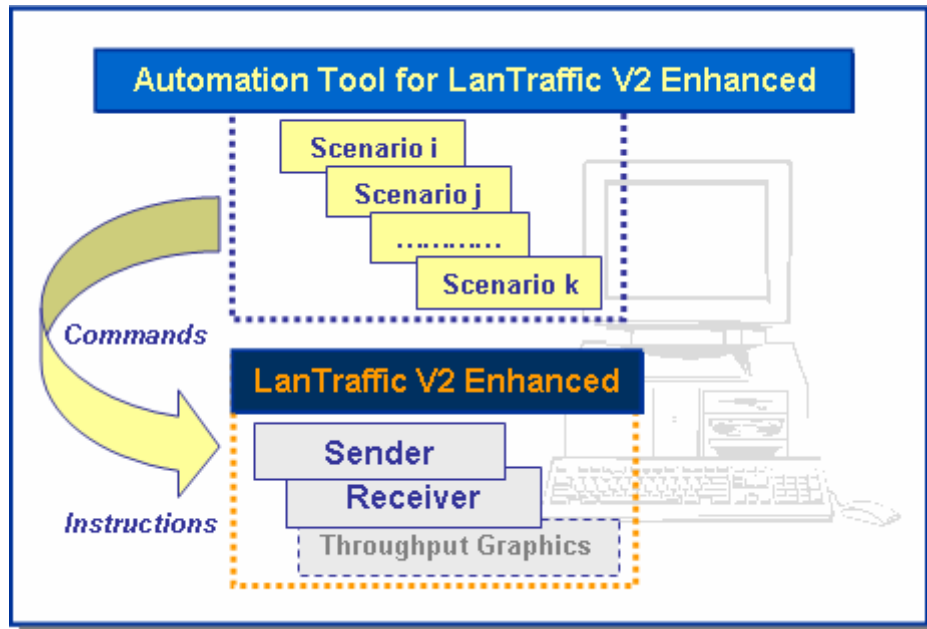 Automation Tool for LanTraffic V2 Enhanced
Scenario i
Scenario j
............
Scenario k
Commands
LanTraffic V2 Enhanced
Sender
Receiver
Instructions
Throughput Graphics